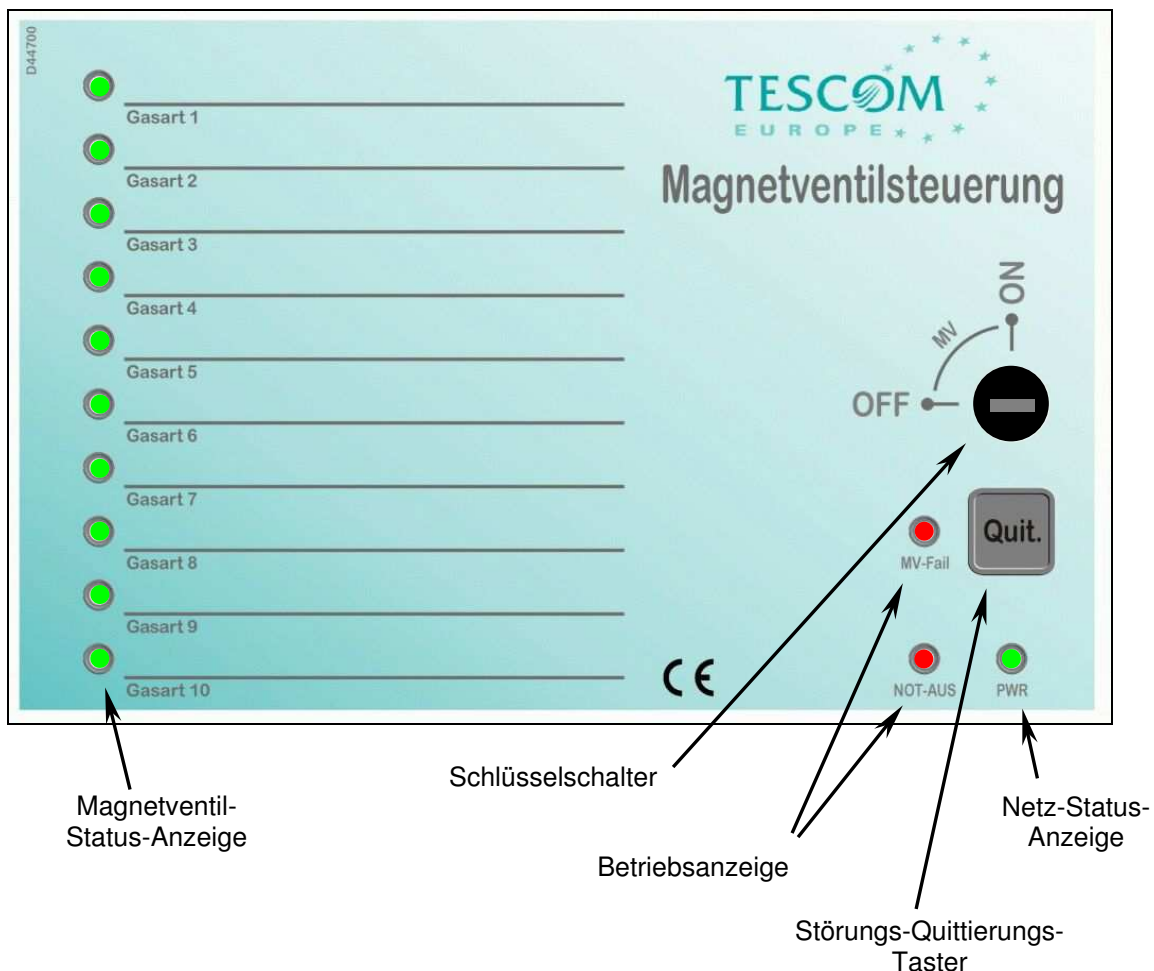 D44700
TESCOM
EUROPE
Magnetventilsteuerung
Gasart 1
Gasart 2
Gasart 3
Gasart 4
Gasart 5
Gasart 6
Gasart 7
Gasart 8
Gasart 9
Gasart 10
ON
MV
OFF
Quit.
MV-Fail
NOT-AUS
PWR
CE
Schlüsselschalter
Magnetventil-
Status-Anzeige
Betriebsanzeige
Netz-Status-
Anzeige
Störungs-Quittierungs-
Taster